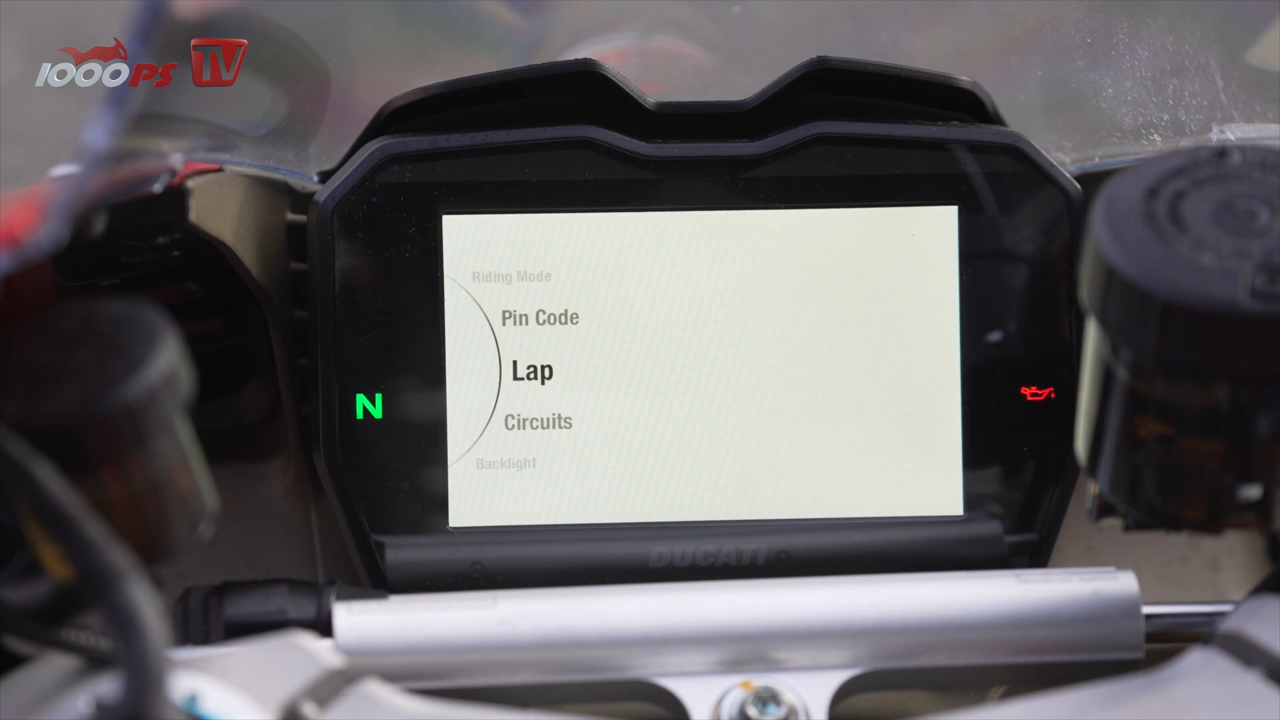 1000PS TV
Riding Mode
Pin Code
Lap
Circuits
Backlight
N
DUCATI